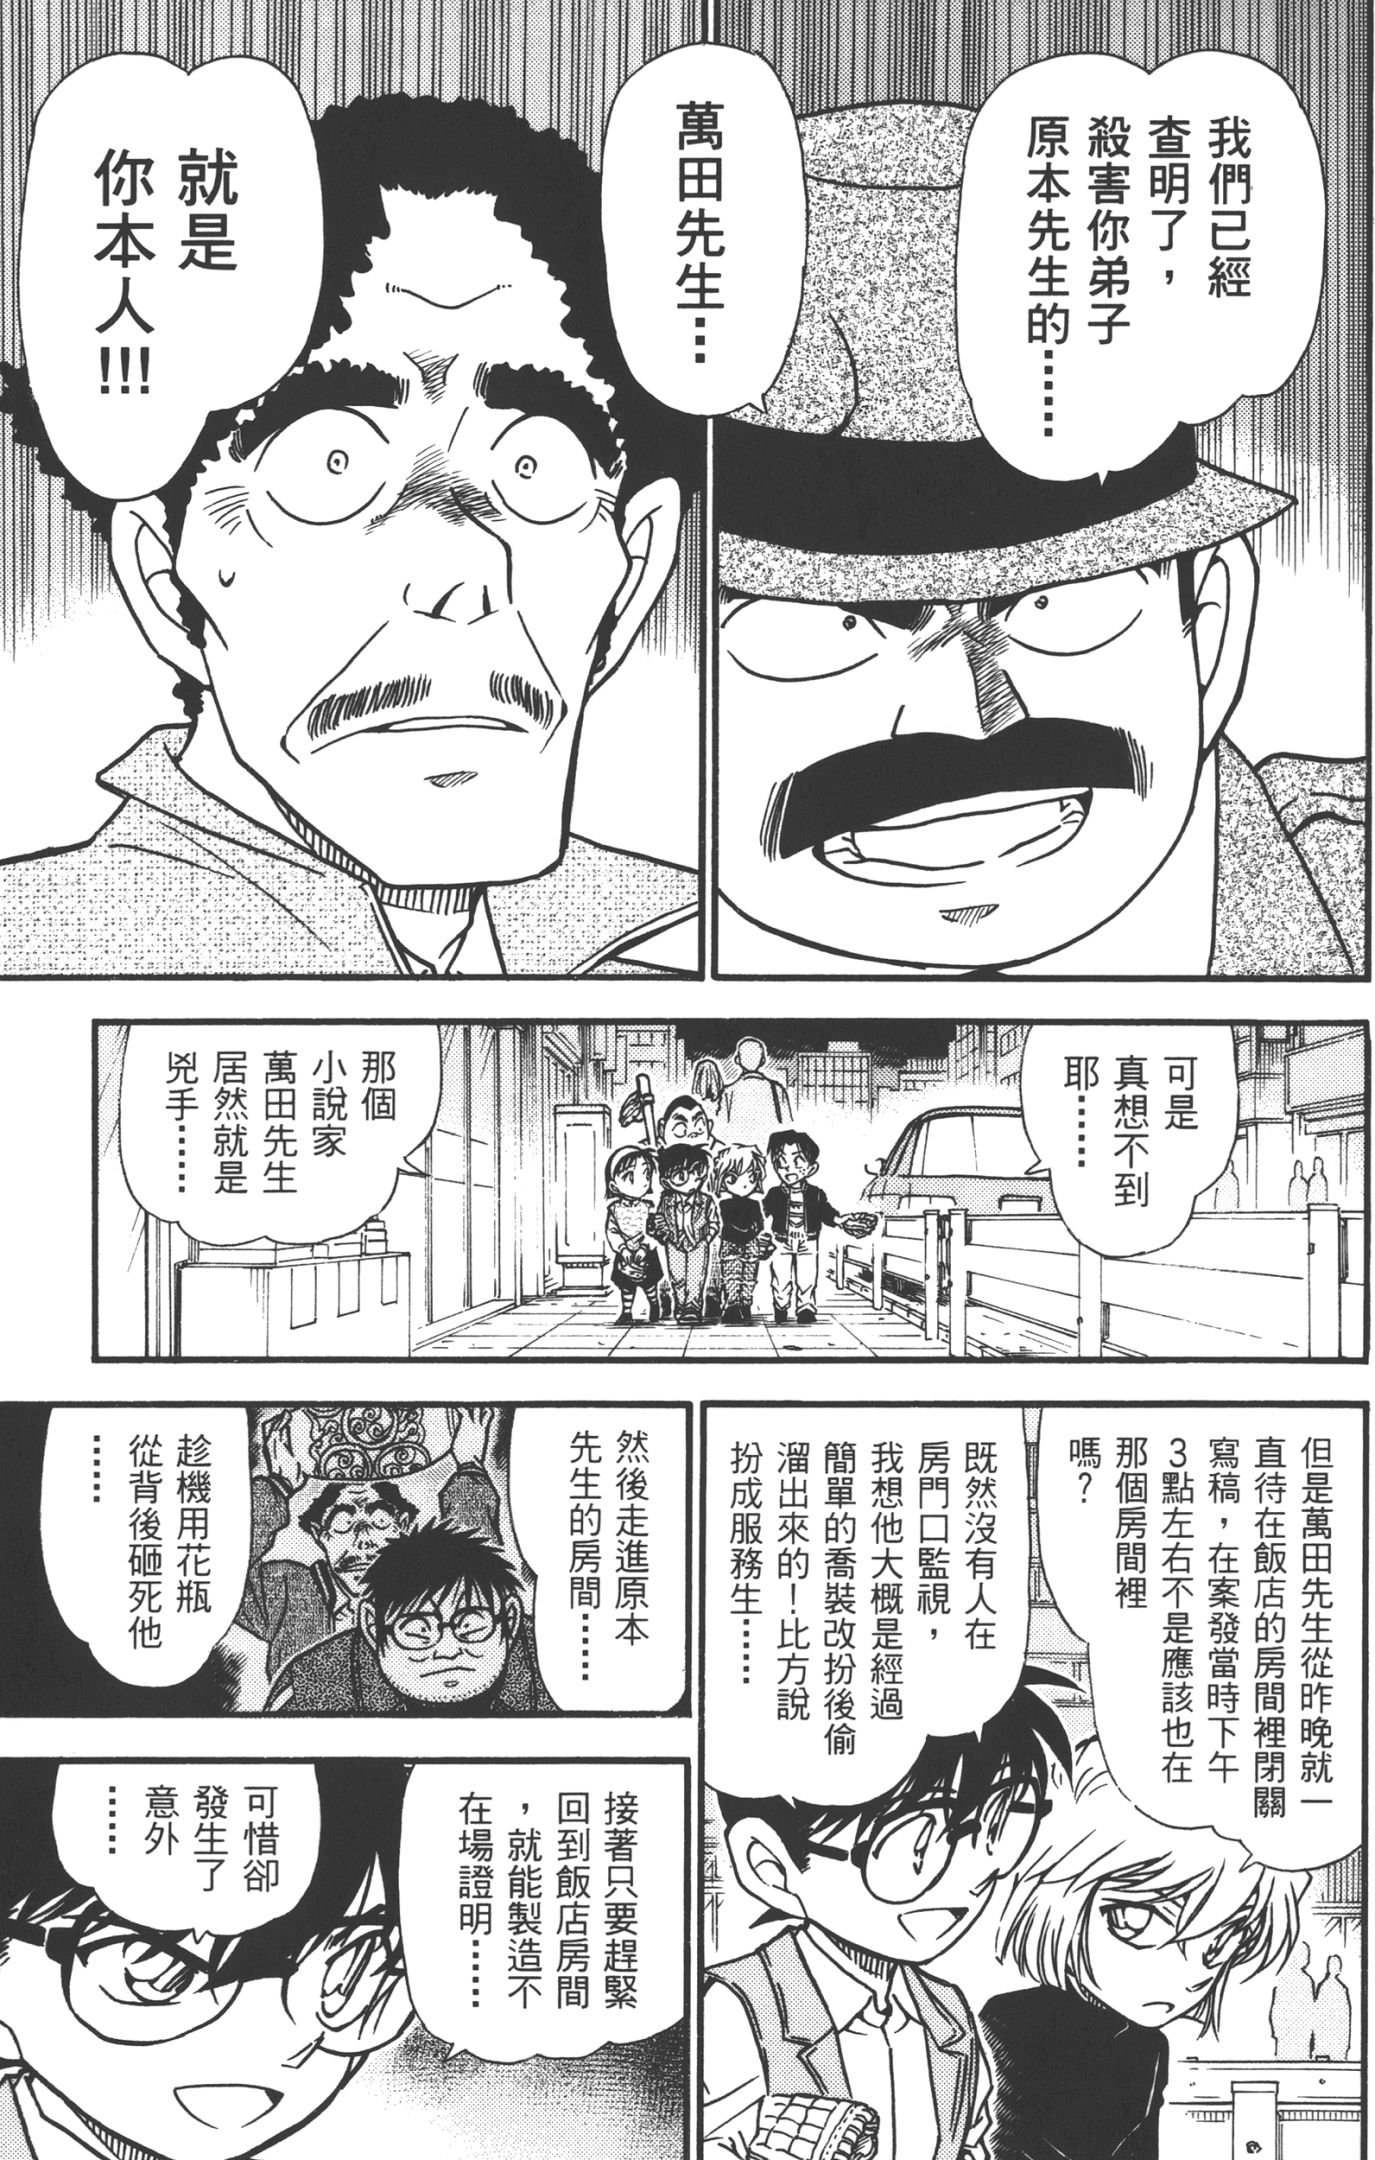 我們已經
查明了，
殺害你弟子
原本先生的……
萬田先生…
就是
你本人!!!
可是
真想不到
耶……
那個
小說家
萬田先生
居然就是
兇手……
但是萬田先生從昨晚就一
直待在飯店的房間裡閉關
寫稿，在案發當時下午
3點左右不是應該也在
那個房間裡
嗎？
既然沒有人在
房門口監視，
我想他大概是經過
簡單的喬裝改扮後偷
溜出來的！比方說
扮成服務生……
然後走進原本
先生的房間……
趁機用花瓶
從背後砸死他
……
接著只要趕緊
回到飯店房間
，就能製造不
在場證明……
可惜卻
發生了
意外
……